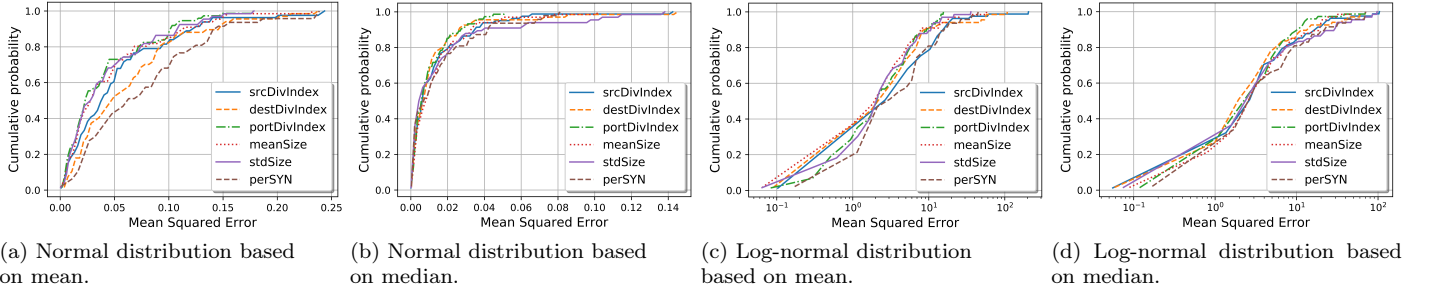 Cumulative probability
1.0
0.8
0.6
0.4
0.2
0.0
srcDivIndex
destDivIndex
portDivIndex
meanSize
stdSize
perSYN
0.00 0.05 0.10 0.15 0.20 0.25
Mean Squared Error
(a) Normal distribution based
on mean.
Cumulative probability
1.0
0.8
0.6
0.4
0.2
0.0
srcDivIndex
destDivIndex
portDivIndex
meanSize
stdSize
perSYN
0.00 0.02 0.04 0.06 0.08 0.10 0.12 0.14
Mean Squared Error
(b) Normal distribution based
on median.
Cumulative probability
1.0
0.8
0.6
0.4
0.2
0.0
srcDivIndex
destDivIndex
portDivIndex
meanSize
stdSize
perSYN
10⁻¹ 10⁰ 10¹ 10²
Mean Squared Error
(c) Log-normal distribution
based on mean.
Cumulative probability
1.0
0.8
0.6
0.4
0.2
0.0
srcDivIndex
destDivIndex
portDivIndex
meanSize
stdSize
perSYN
10⁻¹ 10⁰ 10¹ 10²
Mean Squared Error
(d) Log-normal distribution based
on median.